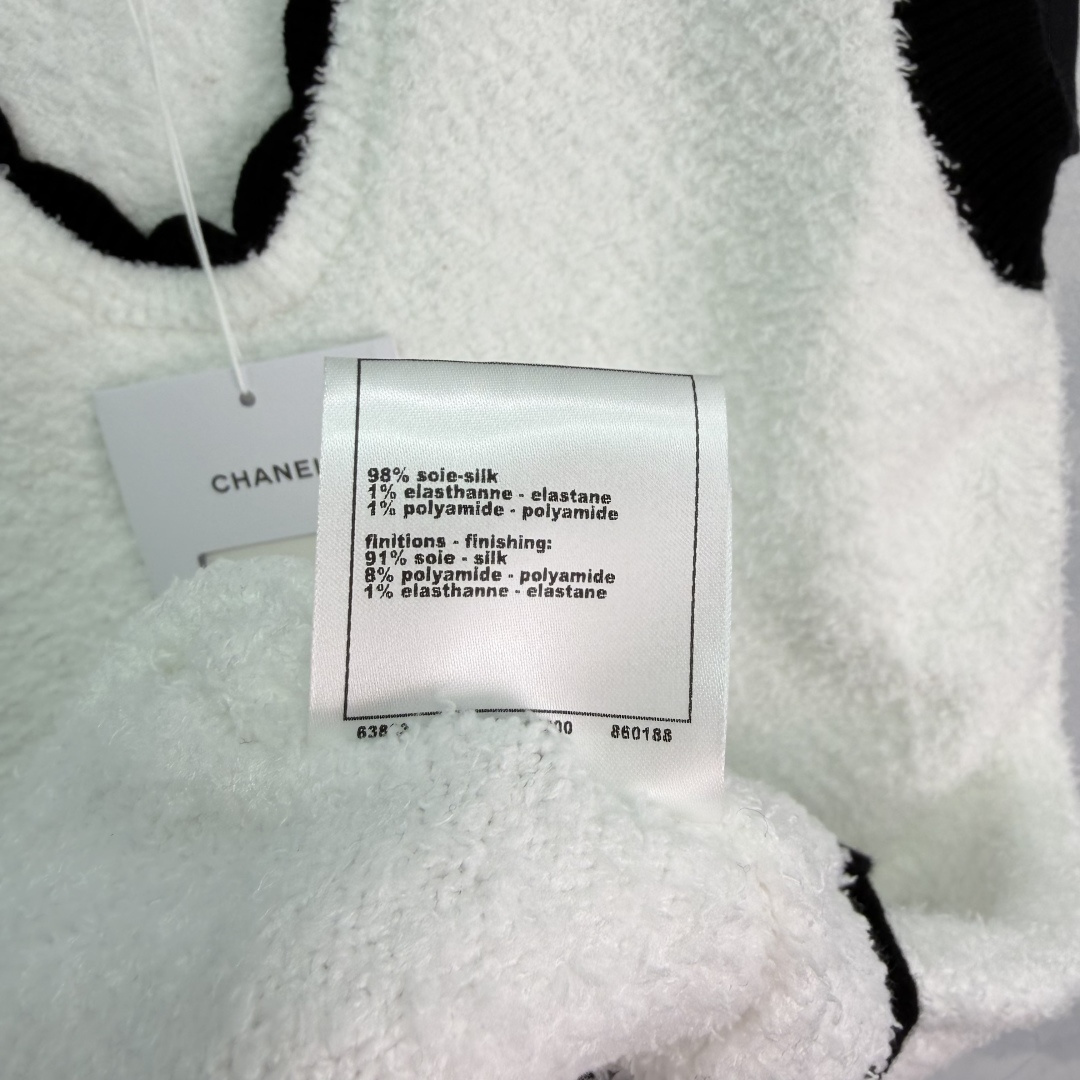 CHANEL
98% soie-silk
1% elasthanne - elastane
1% polyamide - polyamide
finitions - finishing:
91% soie - silk
8% polyamide - polyamide
1% elasthanne - elastane
860188